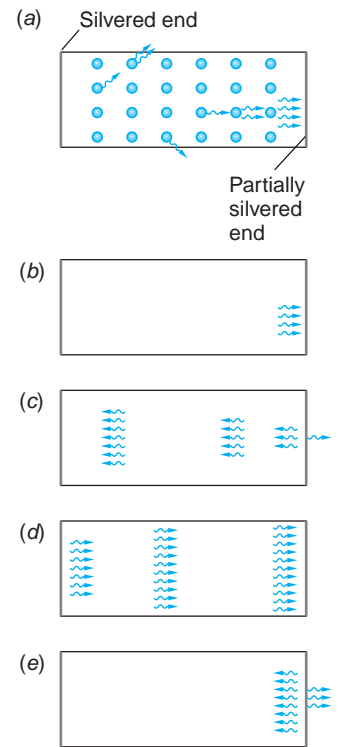 (a)
Silvered end
Partially
silvered
end
(b)
(c)
(d)
(e)